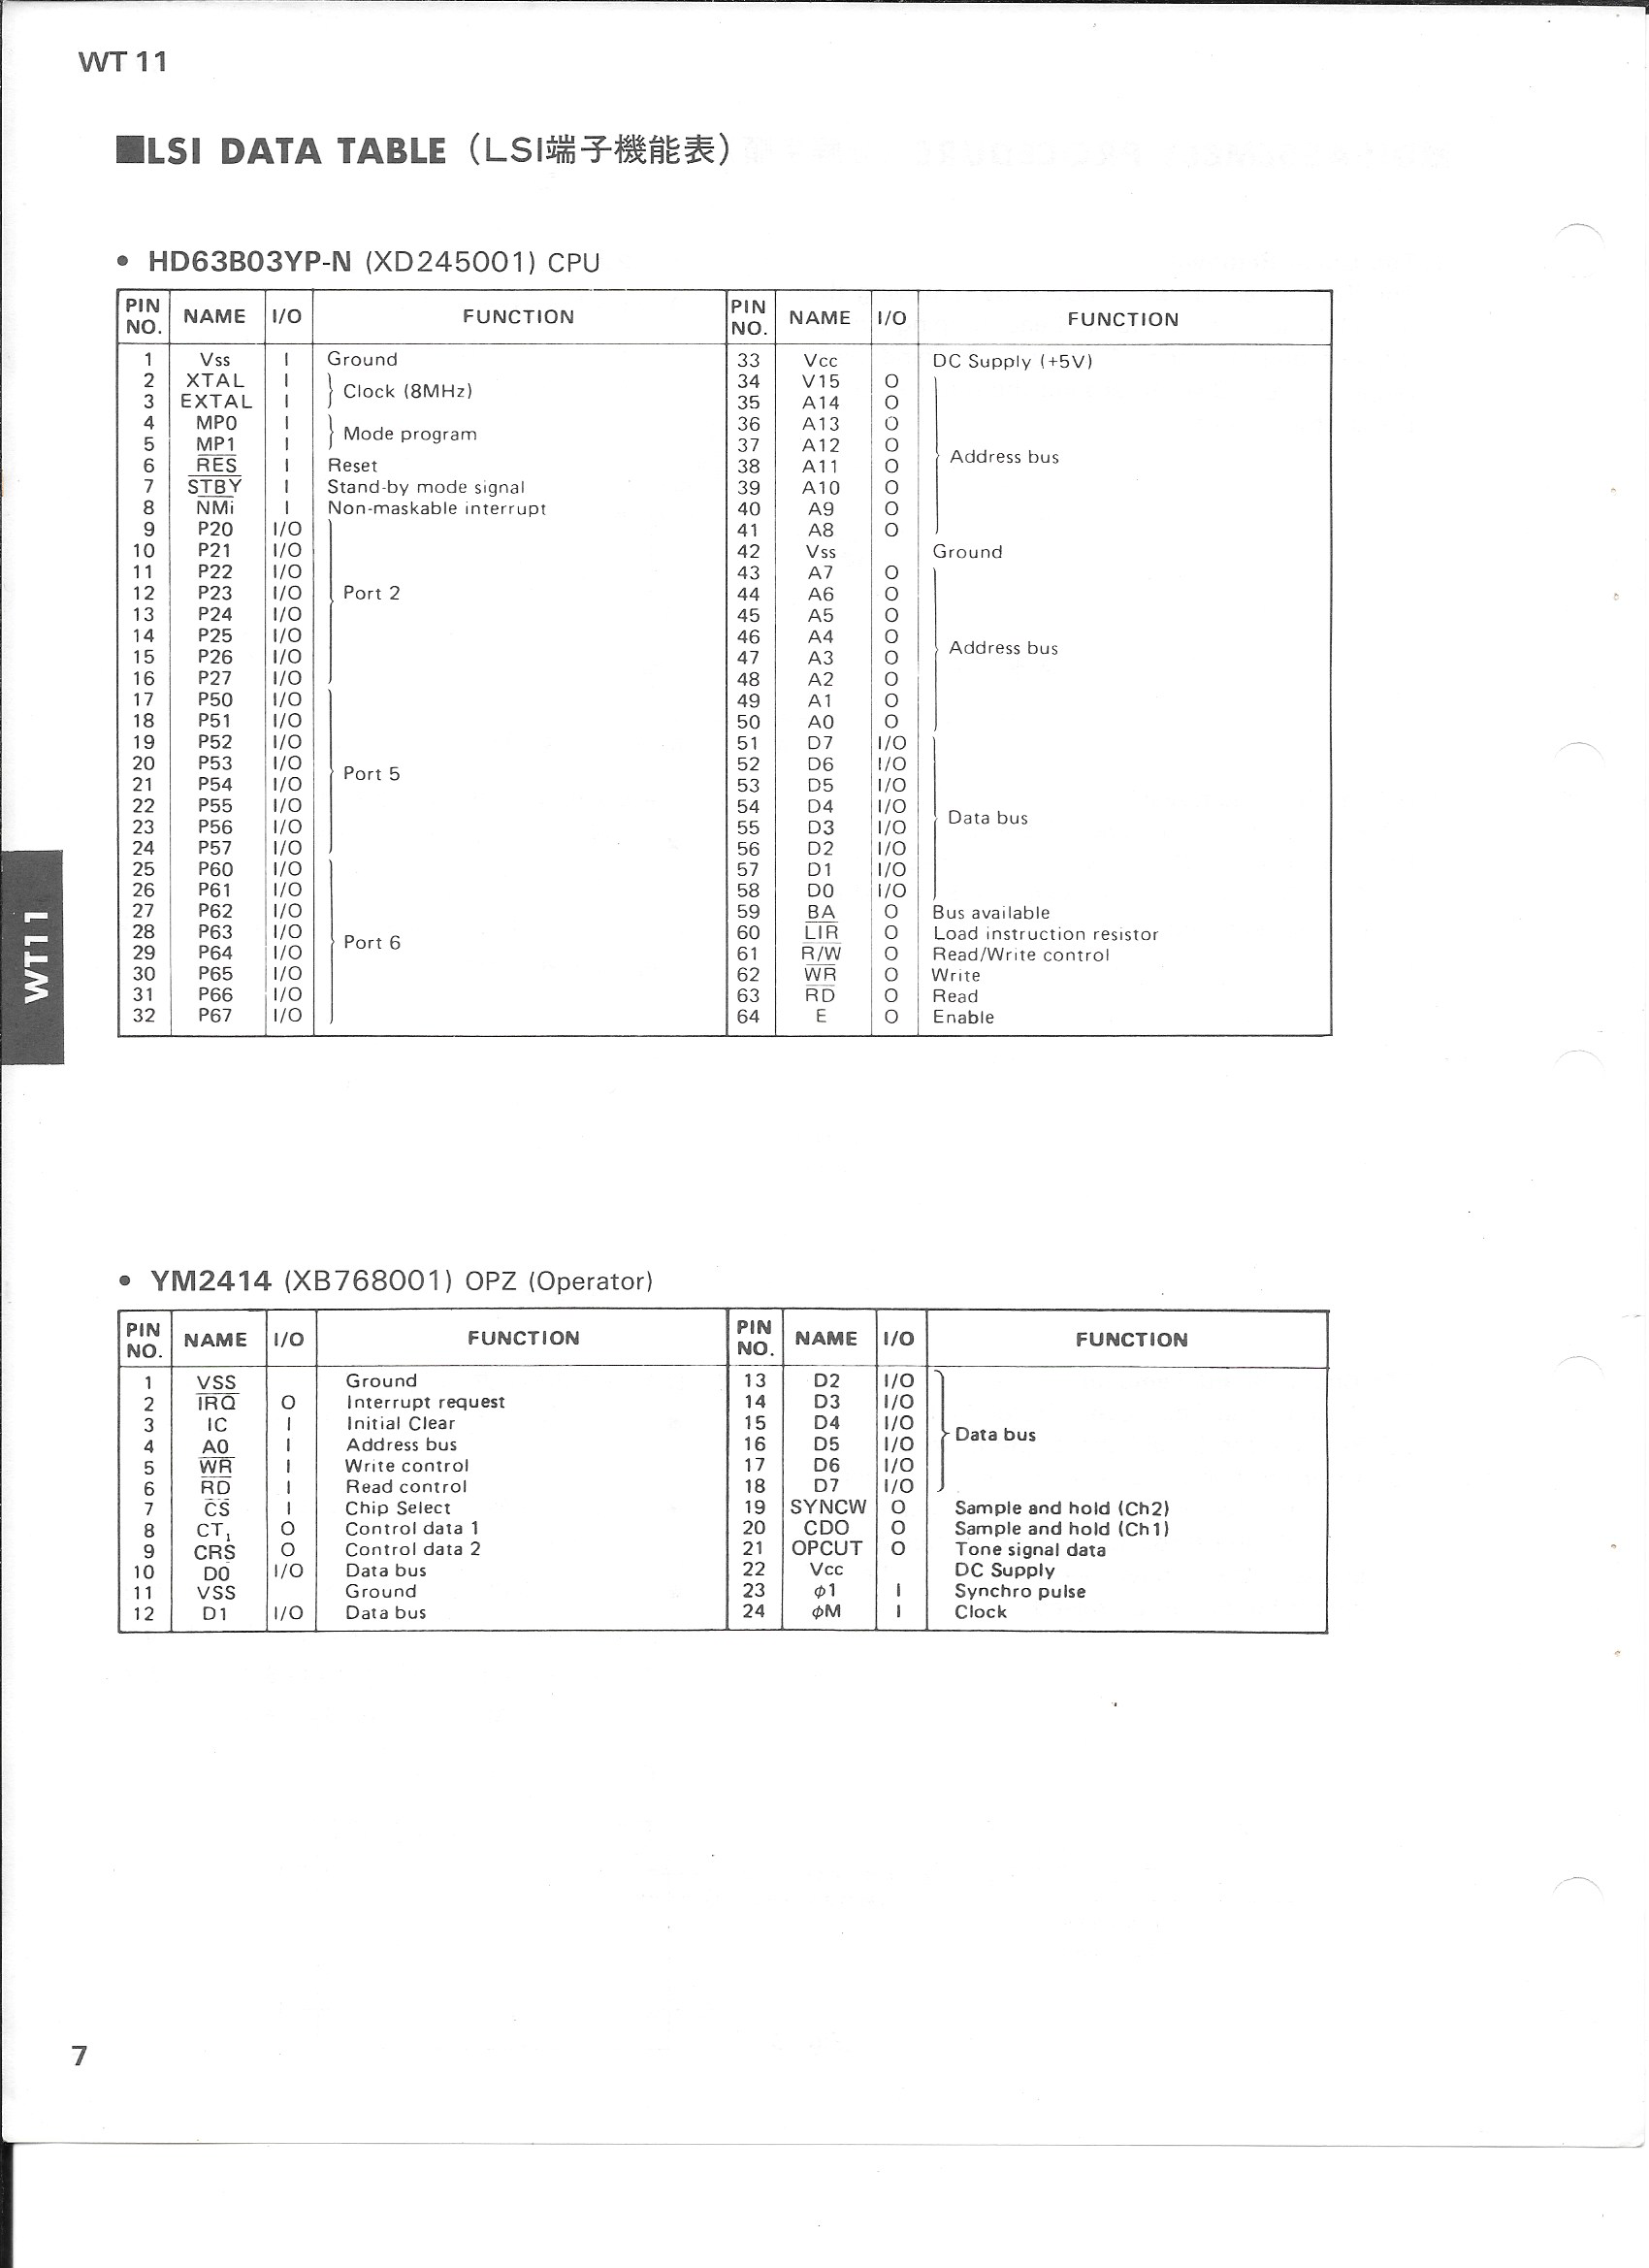 WT 11
■LSI DATA TABLE (LSI端子機能表)
• HD63B03YP-N (XD245001) CPU
PIN NO. NAME I/O FUNCTION PIN NO. NAME I/O FUNCTION
1 Vss I Ground 33 Vcc DC Supply (+5V)
2 XTAL I Clock (8MHz) 34 V15 O Address bus
3 EXTAL I 35 A14 O
4 MP0 I Mode program 36 A13 O
5 MP1 I 37 A12 O
6 RES I Reset 38 A11 O
7 STBY I Stand-by mode signal 39 A10 O
8 NMi I Non-maskable interrupt 40 A9 O
9 P20 I/O Port 2 41 A8 O
10 P21 I/O 42 Vss Ground
11 P22 I/O 43 A7 O Address bus
12 P23 I/O 44 A6 O
13 P24 I/O 45 A5 O
14 P25 I/O 46 A4 O
15 P26 I/O 47 A3 O
16 P27 I/O 48 A2 O
17 P50 I/O Port 5 49 A1 O
18 P51 I/O 50 A0 O
19 P52 I/O 51 D7 I/O Data bus
20 P53 I/O 52 D6 I/O
21 P54 I/O 53 D5 I/O
22 P55 I/O 54 D4 I/O
23 P56 I/O 55 D3 I/O
24 P57 I/O 56 D2 I/O
25 P60 I/O Port 6 57 D1 I/O
26 P61 I/O 58 D0 I/O
27 P62 I/O 59 BA O Bus available
28 P63 I/O 60 LIR O Load instruction resistor
29 P64 I/O 61 R/W O Read/Write control
30 P65 I/O 62 WR O Write
31 P66 I/O 63 RD O Read
32 P67 I/O 64 E O Enable
WT11
• YM2414 (XB768001) OPZ (Operator)
PIN NO. NAME I/O FUNCTION PIN NO. NAME I/O FUNCTION
1 VSS Ground 13 D2 I/O Data bus
2 IRQ O Interrupt request 14 D3 I/O
3 IC I Initial Clear 15 D4 I/O
4 A0 I Address bus 16 D5 I/O
5 WR I Write control 17 D6 I/O
6 RD I Read control 18 D7 I/O
7 CS I Chip Select 19 SYNCW O Sample and hold (Ch2)
8 CT1 O Control data 1 20 CDO O Sample and hold (Ch1)
9 CRS O Control data 2 21 OPCUT O Tone signal data
10 D0 I/O Data bus 22 Vcc DC Supply
11 VSS Ground 23 φ1 I Synchro pulse
12 D1 I/O Data bus 24 φM I Clock
7